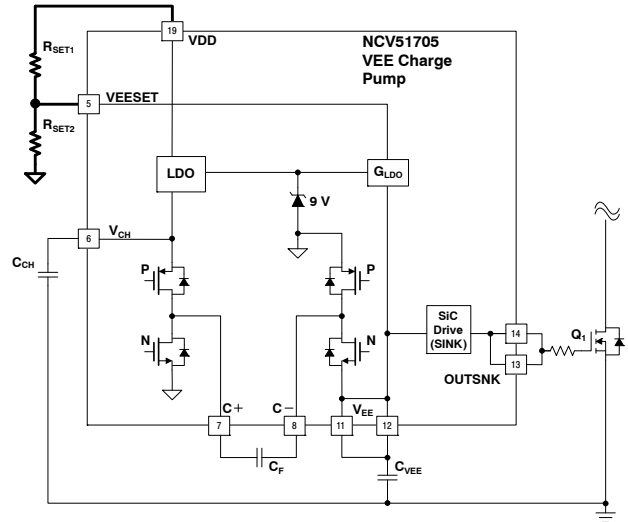 19
VDD
NCV51705
VEE Charge
Pump
RSET1
5
VEESET
RSET2
LDO
GLDO
9 V
6
VCH
CCH
P
P
N
N
SiC
Drive
(SINK)
14
Q1
13
OUTSNK
C+
C−
VEE
7
8
11
12
CF
CVEE